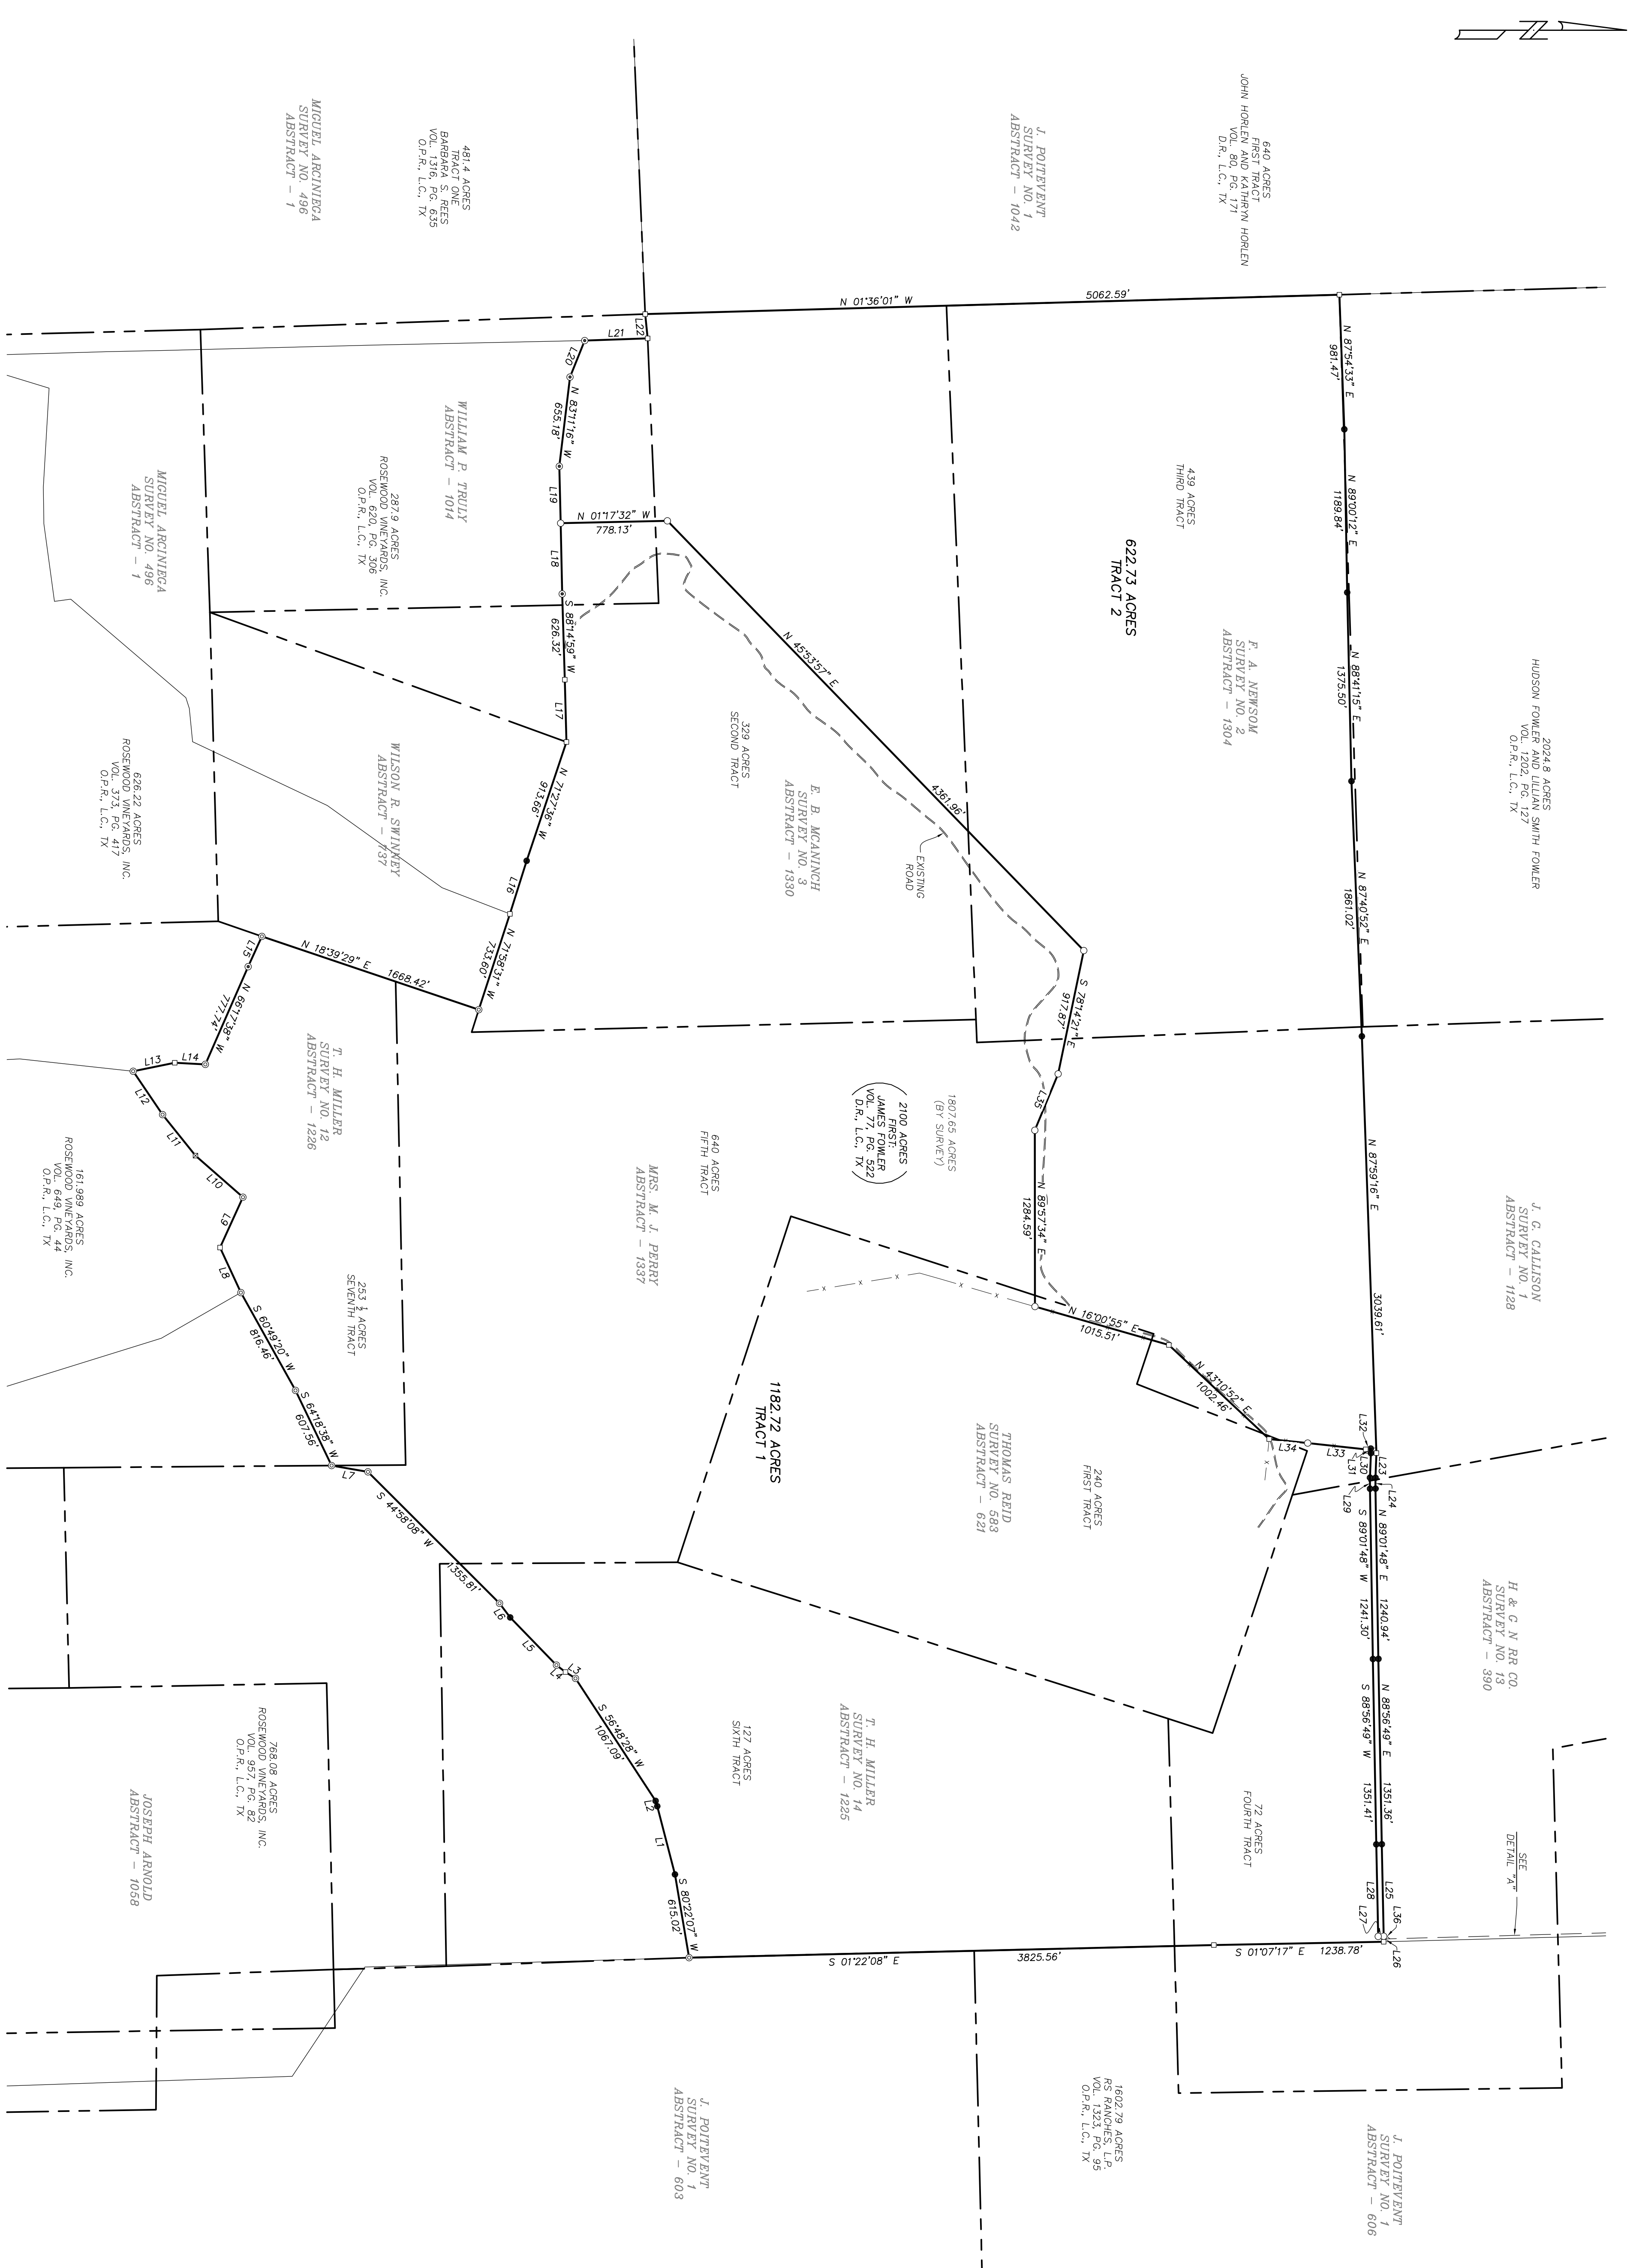 N
640 ACRES
FIRST TRACT
JOHN HORLEN AND KATHRYN HORLEN
VOL. 80, PG. 171
D.R., L.C., TX
J. POITEVENT
SURVEY NO. 1
ABSTRACT - 1042
481.4 ACRES
TRACT ONE
BARBARA S. REES
VOL. 1316, PG. 635
O.P.R., L.C., TX
MIGUEL ARCINIEGA
SURVEY NO. 496
ABSTRACT - 1
2024.8 ACRES
HUDSON FOWLER AND LILLIAN SMITH FOWLER
VOL. 1202, PG. 127
O.P.R., L.C., TX
J. G. CALLISON
SURVEY NO. 1
ABSTRACT - 1128
H & G N RR CO.
SURVEY NO. 13
ABSTRACT - 390
SEE
DETAIL "A"
N 87°54'33" E
981.47'
N 89°00'12" E
1189.84'
N 88°41'15" E
1375.50'
N 87°40'52" E
1861.02'
N 87°59'16" E
3039.61'
L32
L23
L24
L30
L31
L29
L33
L34
N 89°01'48" E
1240.94'
S 89°01'48" W
1241.30'
N 88°56'49" E
1351.36'
S 88°56'49" W
1351.41'
L25
L36
L26
L28
L27
N 01°36'01" W
5062.59'
439 ACRES
THIRD TRACT
622.73 ACRES
TRACT 2
F. A. NEWSOM
SURVEY NO. 2
ABSTRACT - 1304
N 43°10'52" E
1002.46'
N 16°00'55" E
1015.51'
N 89°57'34" E
1284.59'
L35
S 78°14'21" E
917.87'
N 45°53'57" E
4361.96'
EXISTING
ROAD
x
x
x
x
x
x
x
1807.65 ACRES
(BY SURVEY)
2100 ACRES
FIRST:
JAMES FOWLER
VOL. 777, PG. 522
D.R., L.C., TX
240 ACRES
FIRST TRACT
THOMAS REID
SURVEY NO. 583
ABSTRACT - 621
72 ACRES
FOURTH TRACT
S 01°07'17" E 1238.78'
S 01°22'08" E
3825.56'
T. H. MILLER
SURVEY NO. 14
ABSTRACT - 1225
127 ACRES
SIXTH TRACT
1182.72 ACRES
TRACT 1
E. B. MCANINCH
SURVEY NO. 3
ABSTRACT - 1330
329 ACRES
SECOND TRACT
640 ACRES
FIFTH TRACT
MRS. M. J. PERRY
ABSTRACT - 1337
L22
L21
L20
N 83°11'16" W
655.18'
L19
N 01°17'32" W
778.13'
L18
S 88°14'59" W
626.32'
L17
N 71°27'36" W
913.66'
L16
N 71°58'31" W
733.60'
N 18°39'29" E
1668.42'
L15
N 66°17'38" W
777.74'
L14
L13
L12
L11
L10
L9
L8
S 60°49'20" W
816.46'
S 64°18'38" W
607.56'
L7
S 44°58'08" W
1355.81'
L6
L5
L4
L3
S 56°48'28" W
1067.09'
L2
L1
S 80°22'07" W
615.02'
WILLIAM P. TRULY
ABSTRACT - 1014
287.9 ACRES
ROSEWOOD VINEYARDS, INC.
VOL. 620, PG. 306
O.P.R., L.C., TX
WILSON R. SWINNEY
ABSTRACT - 737
T. H. MILLER
SURVEY NO. 12
ABSTRACT - 1226
253 ½ ACRES
SEVENTH TRACT
MIGUEL ARCINIEGA
SURVEY NO. 496
ABSTRACT - 1
626.22 ACRES
ROSEWOOD VINEYARDS, INC.
VOL. 373, PG. 417
O.P.R., L.C., TX
161.989 ACRES
ROSEWOOD VINEYARDS, INC.
VOL. 649, PG. 44
O.P.R., L.C., TX
768.08 ACRES
ROSEWOOD VINEYARDS, INC.
VOL. 957, PG. 82
O.P.R., L.C., TX
JOSEPH ARNOLD
ABSTRACT - 1058
J. POITEVENT
SURVEY NO. 1
ABSTRACT - 606
1602.79 ACRES
RS RANCHES, L.P.
VOL. 1323, PG. 95
O.P.R., L.C., TX
J. POITEVENT
SURVEY NO. 1
ABSTRACT - 603